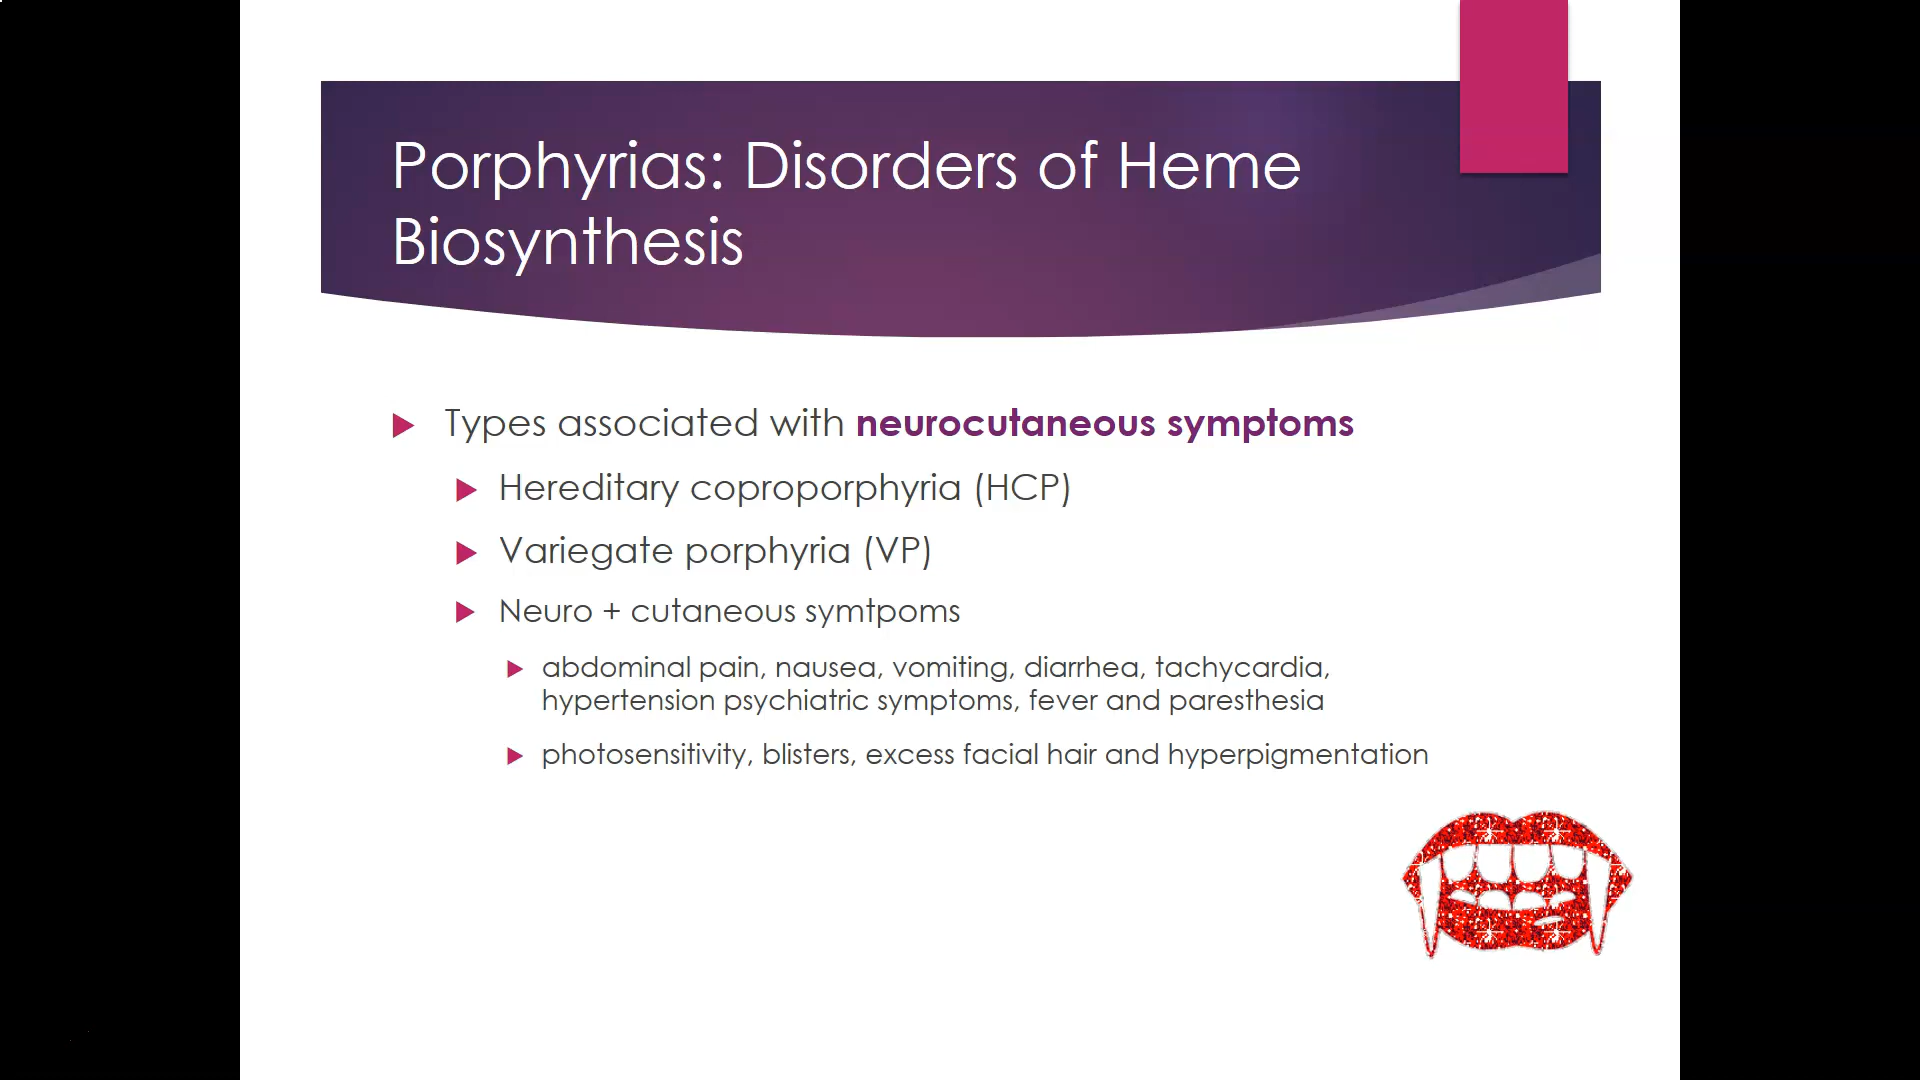 Porphyrias: Disorders of Heme
Biosynthesis
Types associated with neurocutaneous symptoms
Hereditary coproporphyria (HCP)
Variegate porphyria (VP)
Neuro + cutaneous symtpoms
abdominal pain, nausea, vomiting, diarrhea, tachycardia,
hypertension psychiatric symptoms, fever and paresthesia
photosensitivity, blisters, excess facial hair and hyperpigmentation